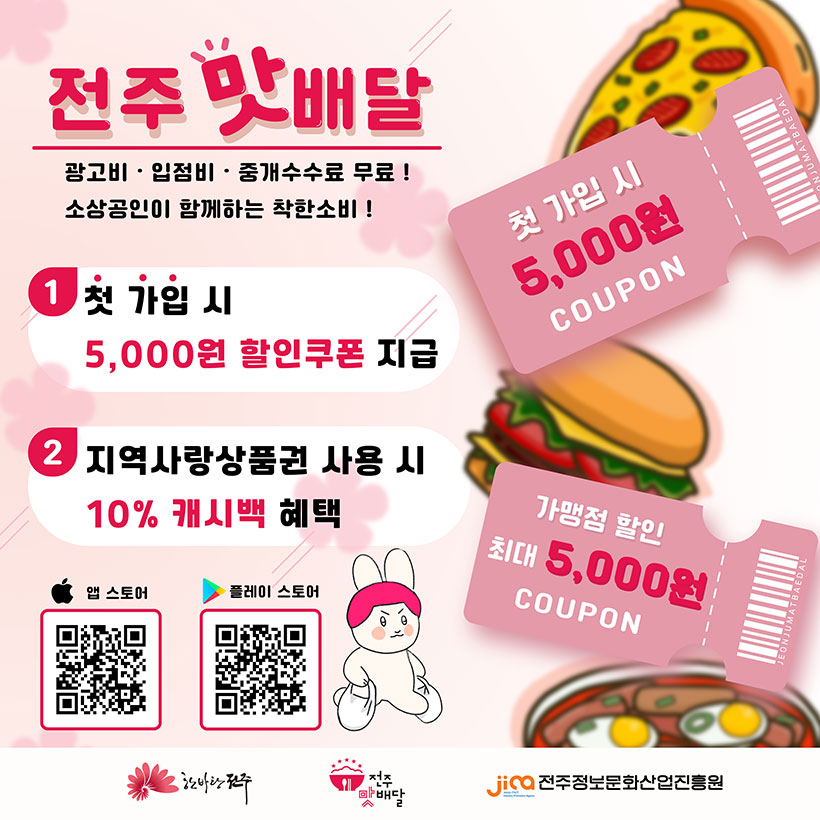 전주 맛배달
광고비 · 입점비 · 중개수수료 무료 !
소상공인이 함께하는 착한소비 !
1 첫 가입 시
5,000원 할인쿠폰 지급
2 지역사랑상품권 사용 시
10% 캐시백 혜택
앱 스토어
플레이 스토어
첫 가입 시
5,000원
COUPON
JEONJUMATBAEDAL
가맹점 할인
최대 5,000원
COUPON
JEONJUMATBAEDAL
한바탕 전주
전주
맛배달
jica 전주정보문화산업진흥원